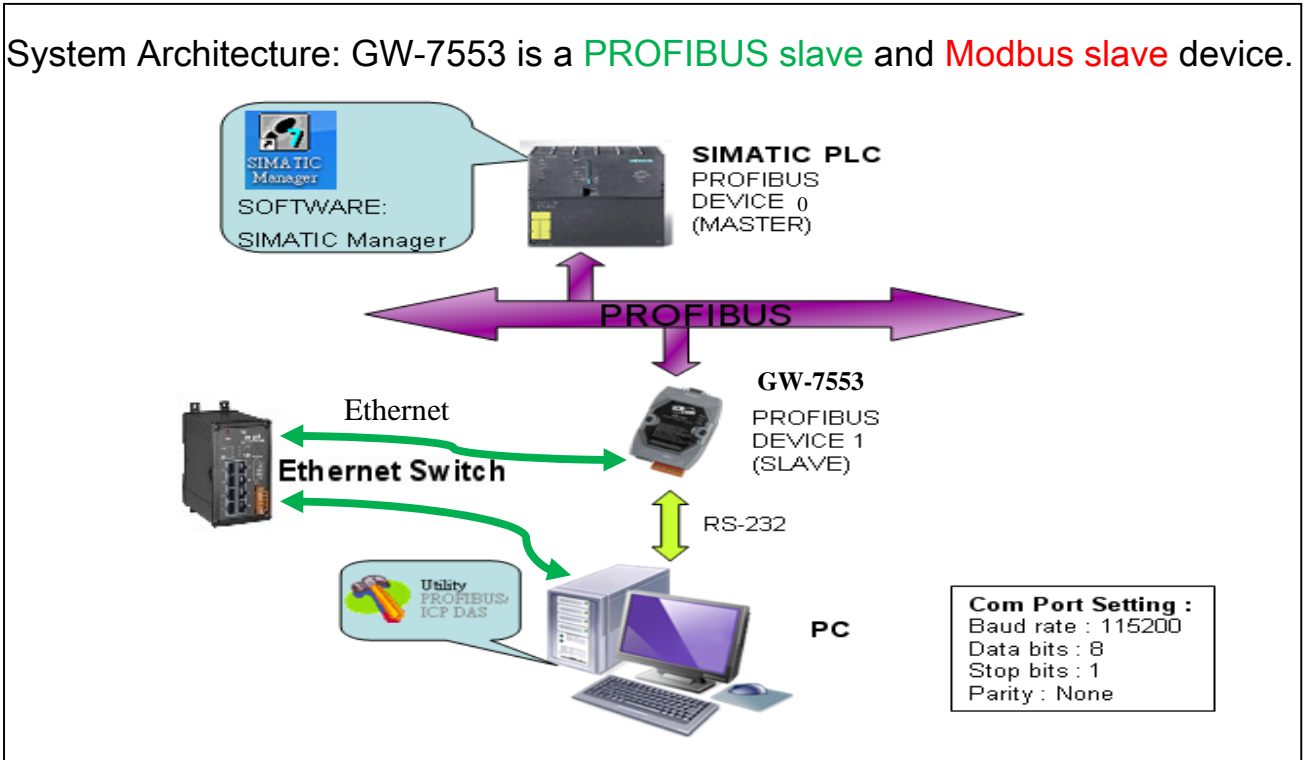 System Architecture: GW-7553 is a PROFIBUS slave and Modbus slave device.
SIMATIC
Manager
SOFTWARE:
SIMATIC Manager
SIMATIC PLC
PROFIBUS
DEVICE 0
(MASTER)
PROFIBUS
GW-7553
PROFIBUS
DEVICE 1
(SLAVE)
Ethernet
Ethernet Switch
RS-232
Utility
PROFIBUS/
ICP DAS
PC
Com Port Setting :
Baud rate : 115200
Data bits : 8
Stop bits : 1
Parity : None